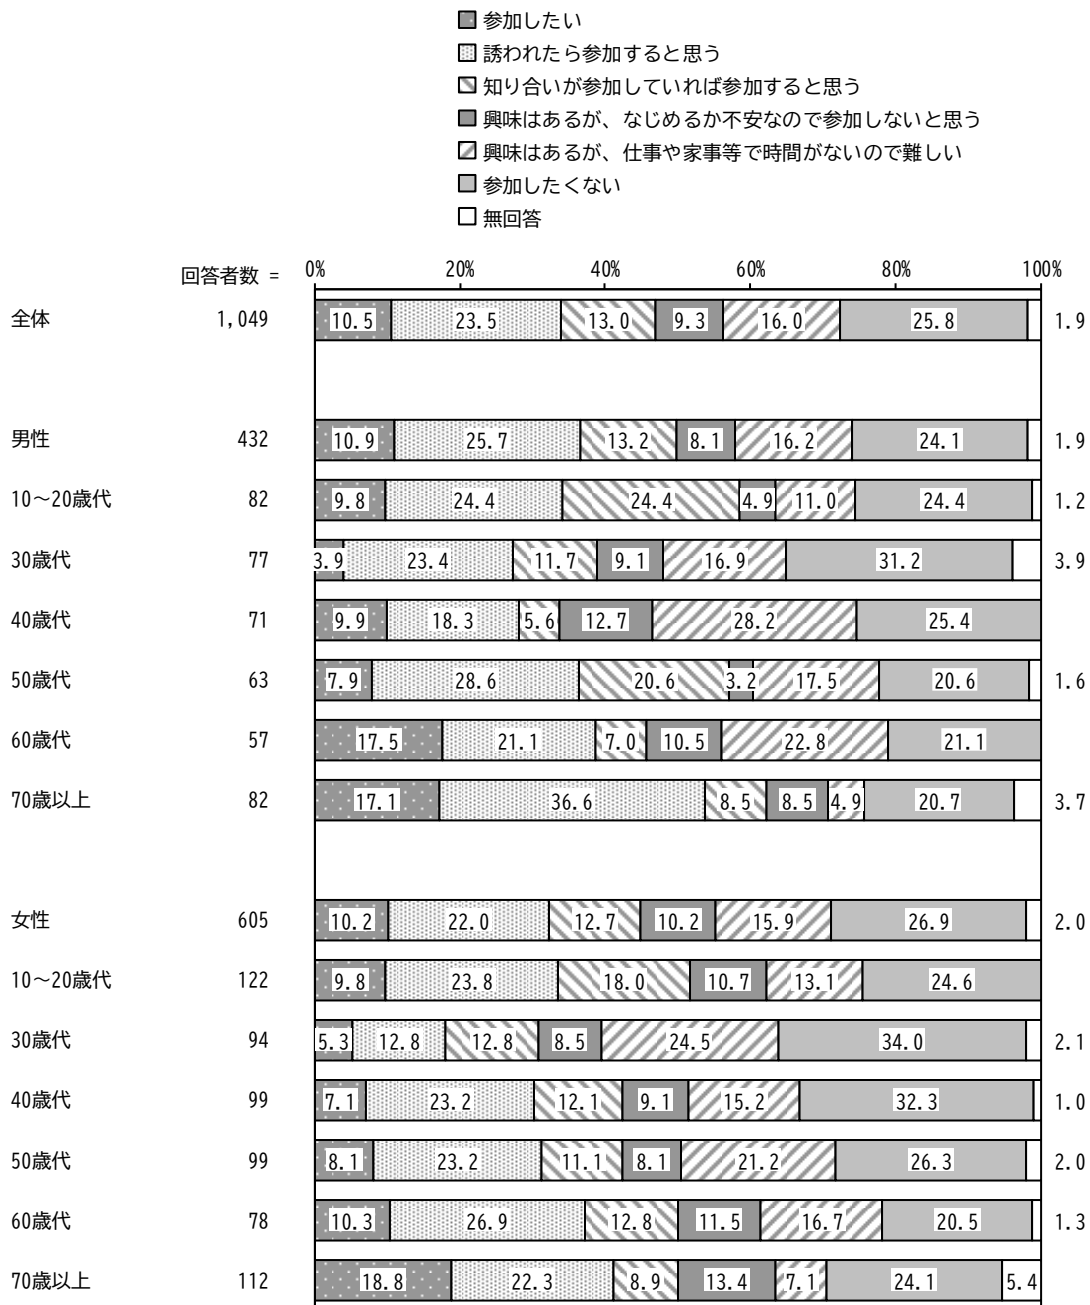 参加したい
誘われたら参加すると思う
知り合いが参加していれば参加すると思う
興味はあるが、なじめるか不安なので参加しないと思う
興味はあるが、仕事や家事等で時間がないので難しい
参加したくない
無回答
回答者数 = 0% 20% 40% 60% 80% 100%
全体 1,049 10.5 23.5 13.0 9.3 16.0 25.8 1.9
男性 432 10.9 25.7 13.2 8.1 16.2 24.1 1.9
10～20歳代 82 9.8 24.4 24.4 4.9 11.0 24.4 1.2
30歳代 77 3.9 23.4 11.7 9.1 16.9 31.2 3.9
40歳代 71 9.9 18.3 5.6 12.7 28.2 25.4
50歳代 63 7.9 28.6 20.6 3.2 17.5 20.6 1.6
60歳代 57 17.5 21.1 7.0 10.5 22.8 21.1
70歳以上 82 17.1 36.6 8.5 8.5 4.9 20.7 3.7
女性 605 10.2 22.0 12.7 10.2 15.9 26.9 2.0
10～20歳代 122 9.8 23.8 18.0 10.7 13.1 24.6
30歳代 94 5.3 12.8 12.8 8.5 24.5 34.0 2.1
40歳代 99 7.1 23.2 12.1 9.1 15.2 32.3 1.0
50歳代 99 8.1 23.2 11.1 8.1 21.2 26.3 2.0
60歳代 78 10.3 26.9 12.8 11.5 16.7 20.5 1.3
70歳以上 112 18.8 22.3 8.9 13.4 7.1 24.1 5.4